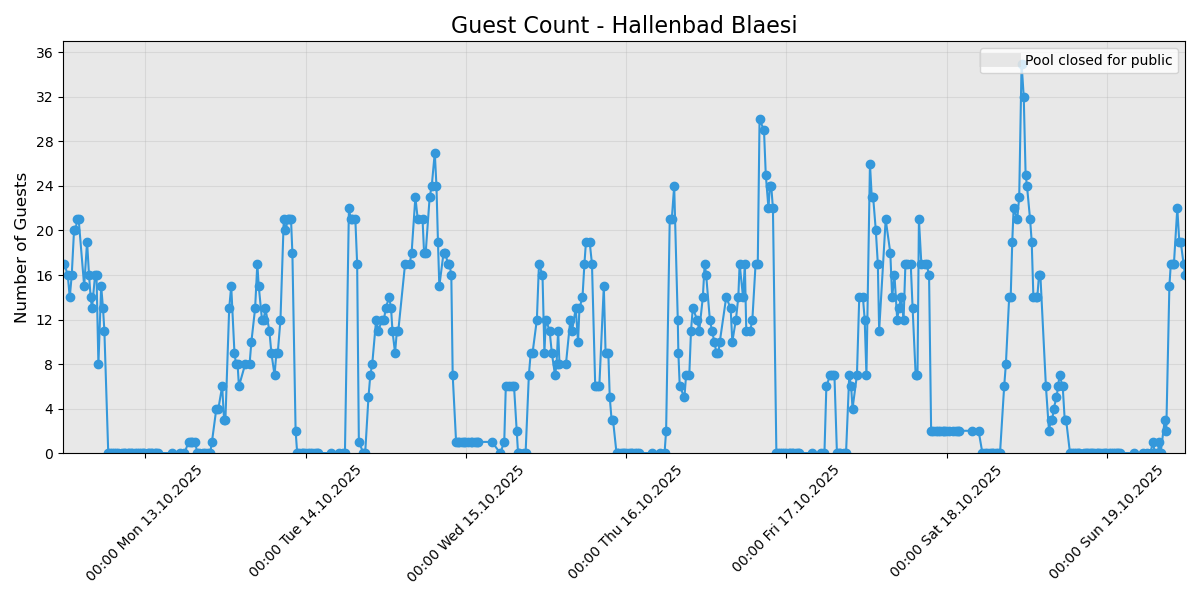 Guest Count - Hallenbad Blaesi
Pool closed for public
Number of Guests
36
32
28
24
20
16
12
8
4
0
00:00 Mon 13.10.2025
00:00 Tue 14.10.2025
00:00 Wed 15.10.2025
00:00 Thu 16.10.2025
00:00 Fri 17.10.2025
00:00 Sat 18.10.2025
00:00 Sun 19.10.2025